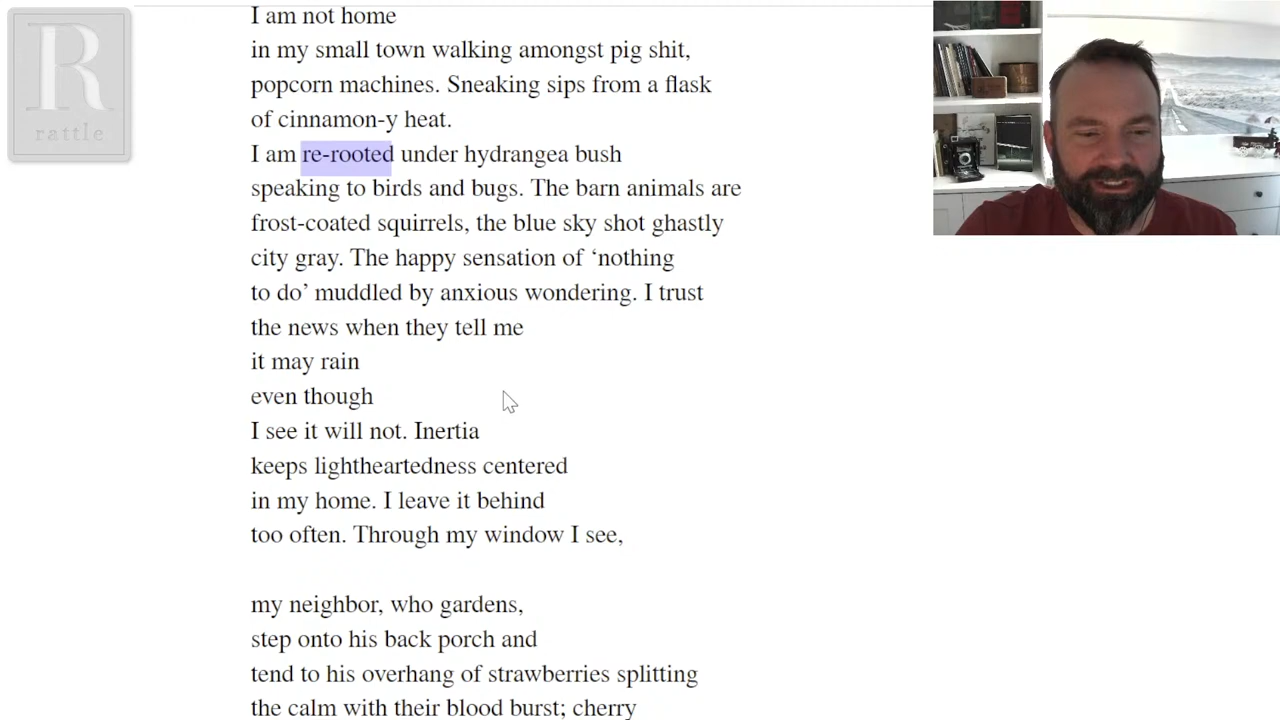 R
rattle
I am not home
in my small town walking amongst pig shit,
popcorn machines. Sneaking sips from a flask
of cinnamon-y heat.
I am re-rooted under hydrangea bush
speaking to birds and bugs. The barn animals are
frost-coated squirrels, the blue sky shot ghastly
city gray. The happy sensation of ‘nothing
to do’ muddled by anxious wondering. I trust
the news when they tell me
it may rain
even though
I see it will not. Inertia
keeps lightheartedness centered
in my home. I leave it behind
too often. Through my window I see,
my neighbor, who gardens,
step onto his back porch and
tend to his overhang of strawberries splitting
the calm with their blood burst; cherry